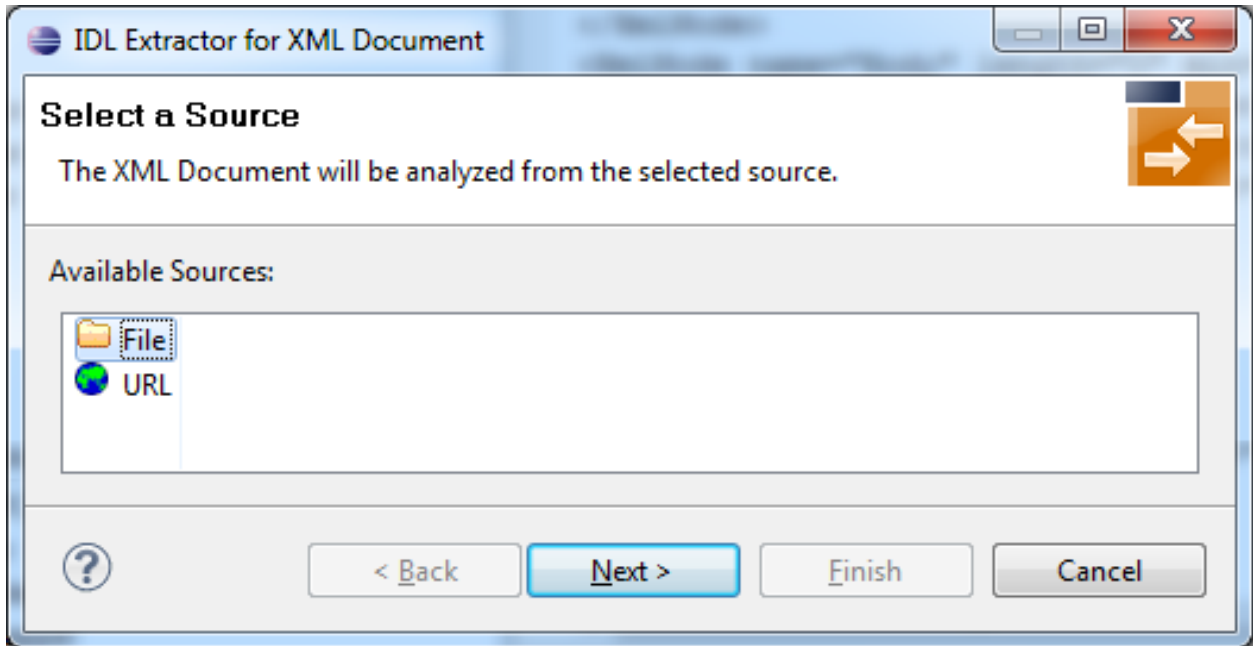 IDL Extractor for XML Document
Select a Source
The XML Document will be analyzed from the selected source.
Available Sources:
File
URL
< Back
Next >
Finish
Cancel